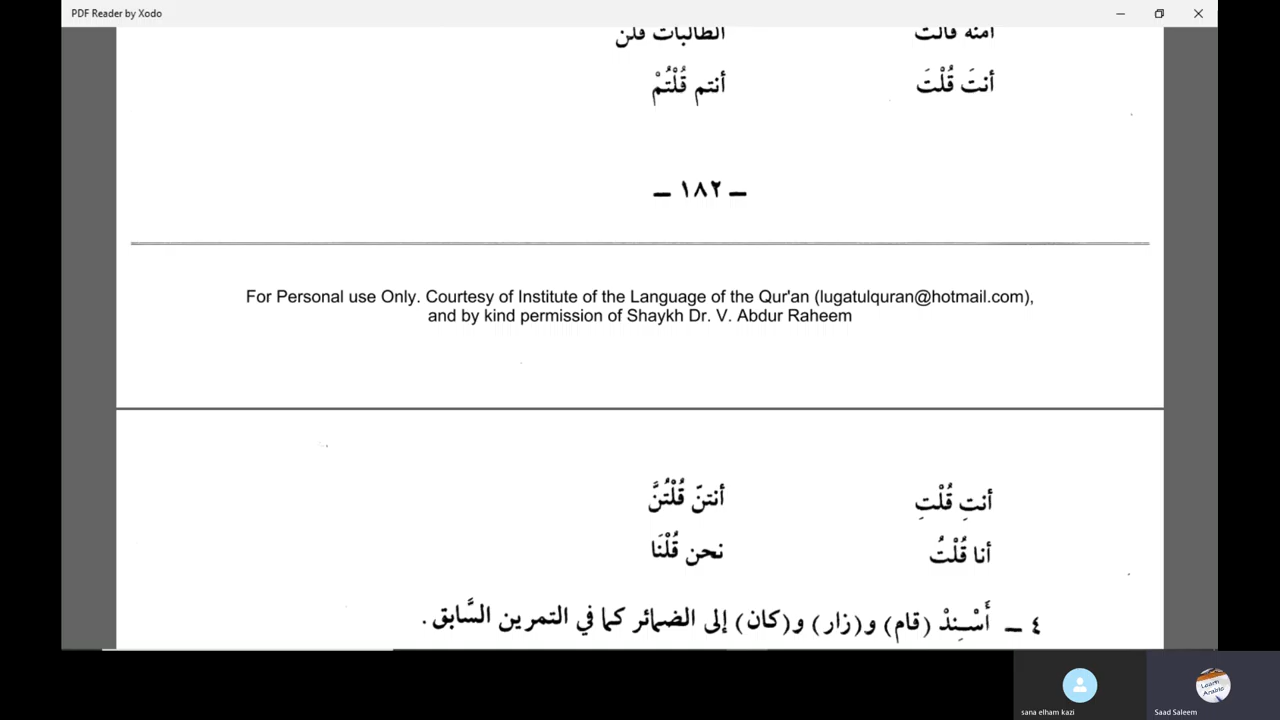 PDF Reader by Xodo
آمنة قالت الطالبات قلن
أنتَ قُلْتَ أنتم قُلْتُمْ
– ١٨٢ –
For Personal use Only. Courtesy of Institute of the Language of the Qur'an (lugatulquran@hotmail.com),
and by kind permission of Shaykh Dr. V. Abdur Raheem
أنتِ قُلْتِ أنتنّ قُلْتُنَّ
أنا قُلْتُ نحن قُلْنَا
٤ – أَسْنِدْ (قام) و(زار) و(كان) إلى الضمائر كما في التمرين السَّابق .
sana elham kazi
Learn Arabic
Saad Saleem